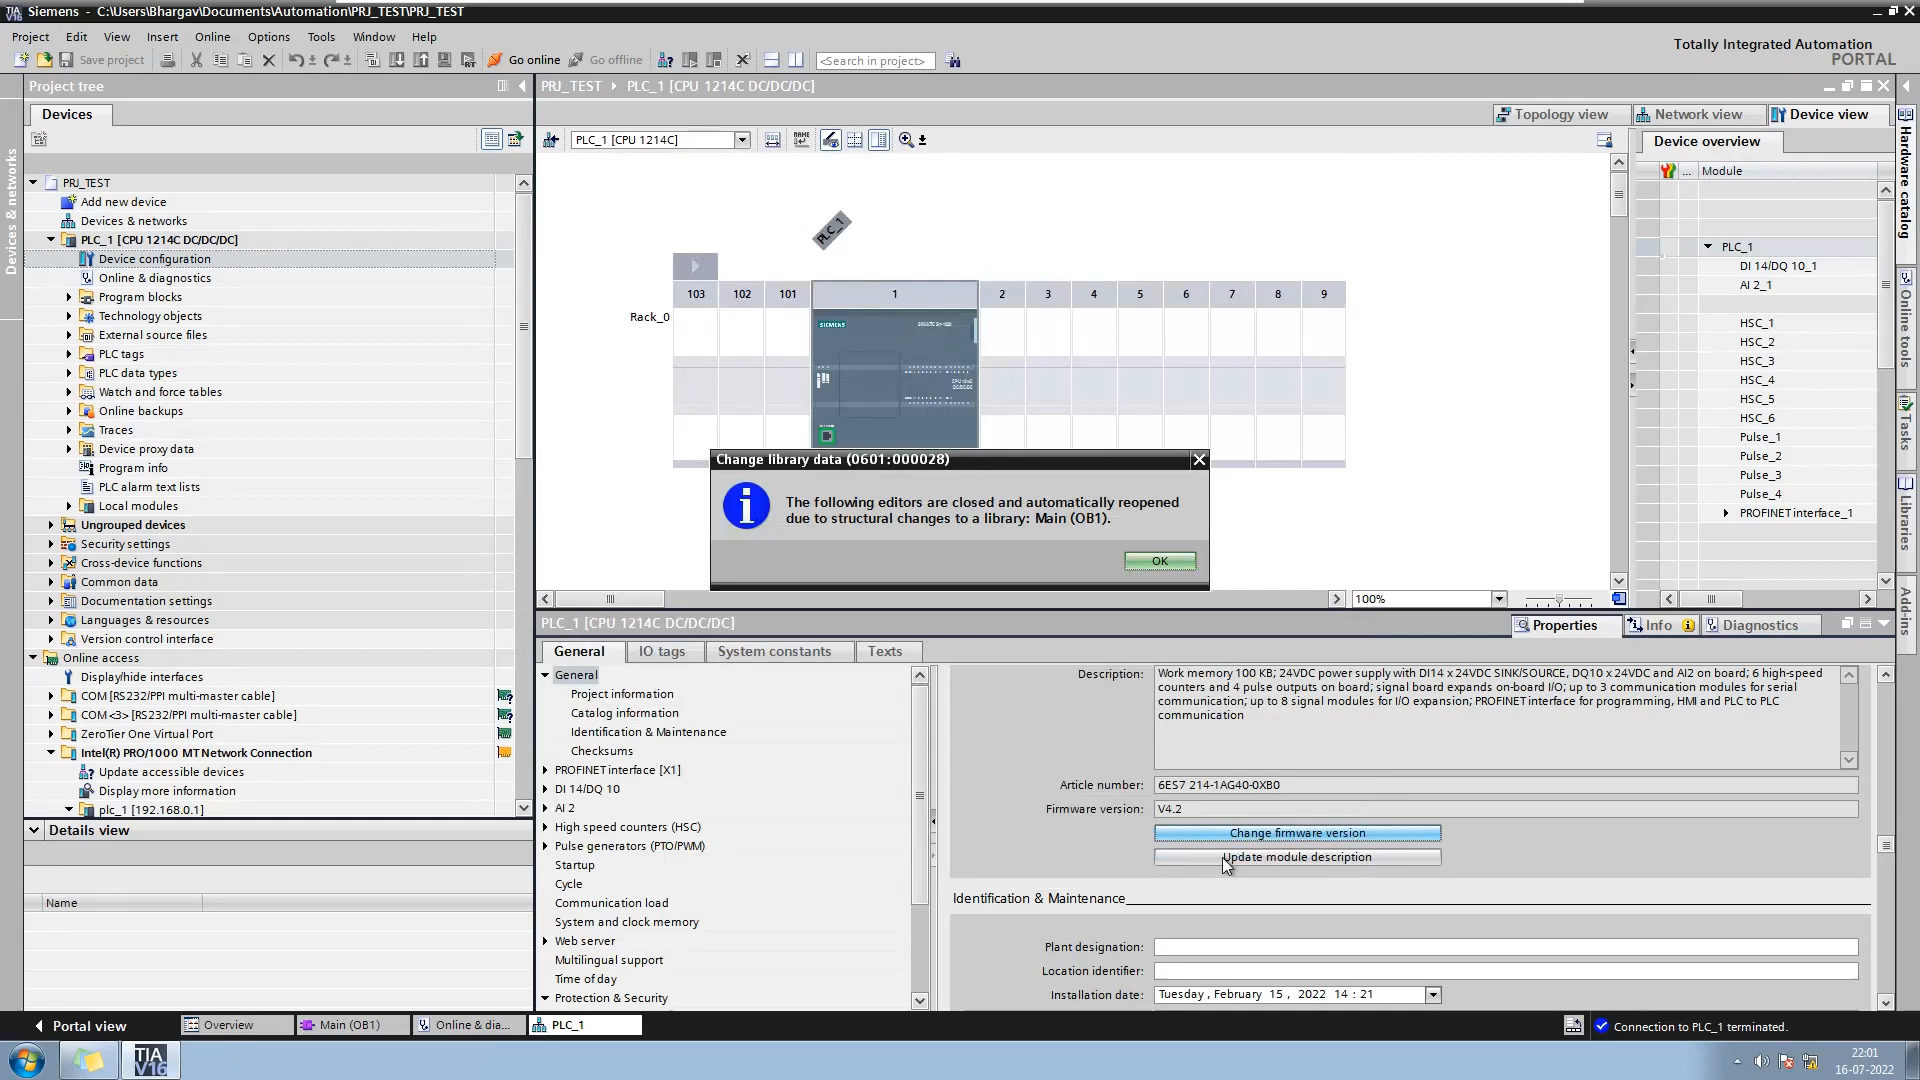 Siemens - C:\Users\Bhargav\Documents\Automation\PRJ_TEST\PRJ_TEST
Project Edit View Insert Online Options Tools Window Help
Totally Integrated Automation
PORTAL
Save project
Go online
Go offline
<Search in project>
Project tree
PRJ_TEST PLC_1 [CPU 1214C DC/DC/DC]
Devices
Topology view
Network view
Device view
PLC_1 [CPU 1214C]
Device overview
Devices & networks
PRJ_TEST
Add new device
Devices & networks
PLC_1 [CPU 1214C DC/DC/DC]
Device configuration
Online & diagnostics
Program blocks
Technology objects
External source files
PLC tags
PLC data types
Watch and force tables
Online backups
Traces
Device proxy data
Program info
PLC alarm text lists
Local modules
Ungrouped devices
Security settings
Cross-device functions
Common data
Documentation settings
Languages & resources
Version control interface
Online access
Display/hide interfaces
COM [RS232/PPI multi-master cable]
COM <3> [RS232/PPI multi-master cable]
ZeroTier One Virtual Port
Intel(R) PRO/1000 MT Network Connection
Update accessible devices
Display more information
plc_1 [192.168.0.1]
Details view
Name
PLC_1
103 102 101 1 2 3 4 5 6 7 8 9
Rack_0
SIEMENS
SIMATIC S7-1200
CPU 1214C
DC/DC/DC
... Module
PLC_1
DI 14/DQ 10_1
AI 2_1
HSC_1
HSC_2
HSC_3
HSC_4
HSC_5
HSC_6
Pulse_1
Pulse_2
Pulse_3
Pulse_4
PROFINET interface_1
Hardware catalog
Online tools
Tasks
Libraries
Add-ins
Change library data (0601:000028)
The following editors are closed and automatically reopened
due to structural changes to a library: Main (OB1).
OK
100%
PLC_1 [CPU 1214C DC/DC/DC]
Properties
Info
Diagnostics
General
IO tags
System constants
Texts
General
Project information
Catalog information
Identification & Maintenance
Checksums
PROFINET interface [X1]
DI 14/DQ 10
AI 2
High speed counters (HSC)
Pulse generators (PTO/PWM)
Startup
Cycle
Communication load
System and clock memory
Web server
Multilingual support
Time of day
Protection & Security
Description:
Work memory 100 KB; 24VDC power supply with DI14 x 24VDC SINK/SOURCE, DQ10 x 24VDC and AI2 on board; 6 high-speed
counters and 4 pulse outputs on board; signal board expands on-board I/O; up to 3 communication modules for serial
communication; up to 8 signal modules for I/O expansion; PROFINET interface for programming, HMI and PLC to PLC
communication
Article number: 6ES7 214-1AG40-0XB0
Firmware version: V4.2
Change firmware version
Update module description
Identification & Maintenance
Plant designation:
Location identifier:
Installation date: Tuesday , February 15 , 2022 14 : 21
Portal view
Overview
Main (OB1)
Online & dia...
PLC_1
Connection to PLC_1 terminated.
TIA
V16
22:01
16-07-2022